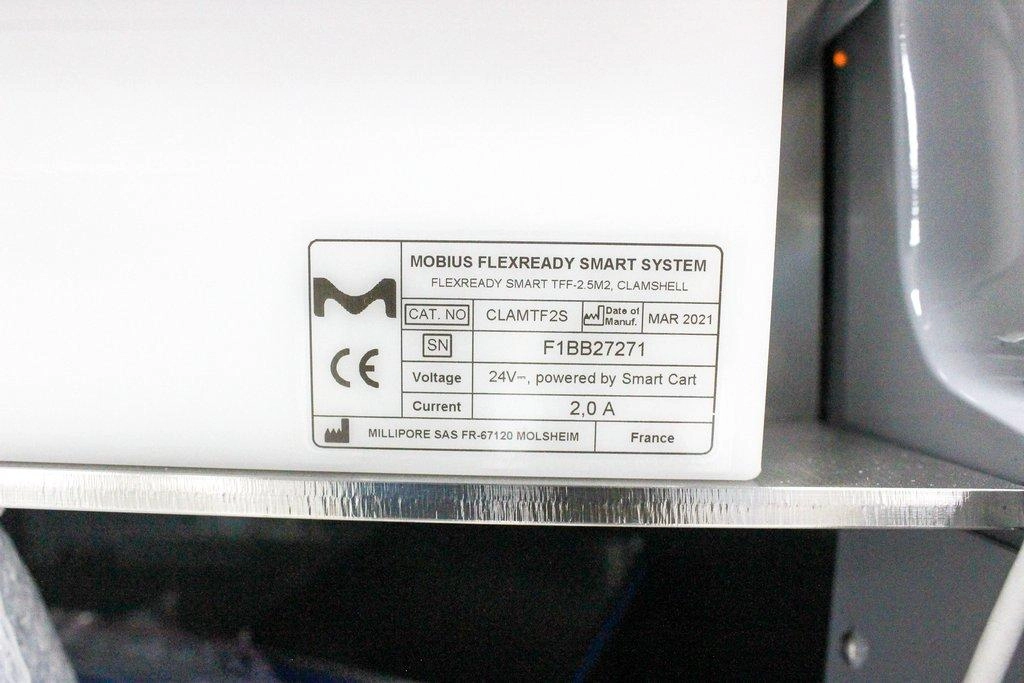 MOBIUS FLEXREADY SMART SYSTEM
FLEXREADY SMART TFF-2.5M2, CLAMSHELL
CAT. NO CLAMTF2S Date of Manuf. MAR 2021
SN F1BB27271
CE
Voltage 24V⎓, powered by Smart Cart
Current 2,0 A
MILLIPORE SAS FR-67120 MOLSHEIM France